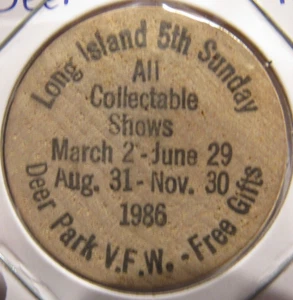 Long Island 5th Sunday
All
Collectable
Shows
March 2 - June 29
Aug. 31 - Nov. 30
1986
Deer Park V.F.W. - Free Gifts